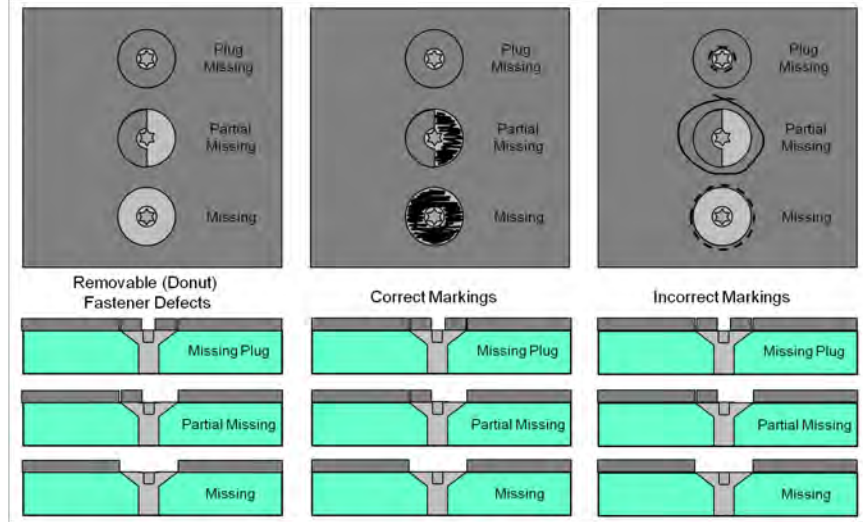 Plug
Missing
Partial
Missing
Missing
Plug
Missing
Partial
Missing
Missing
Plug
Missing
Partial
Missing
Missing
Removable (Donut)
Fastener Defects
Correct Markings
Incorrect Markings
Missing Plug
Missing Plug
Missing Plug
Partial Missing
Partial Missing
Partial Missing
Missing
Missing
Missing